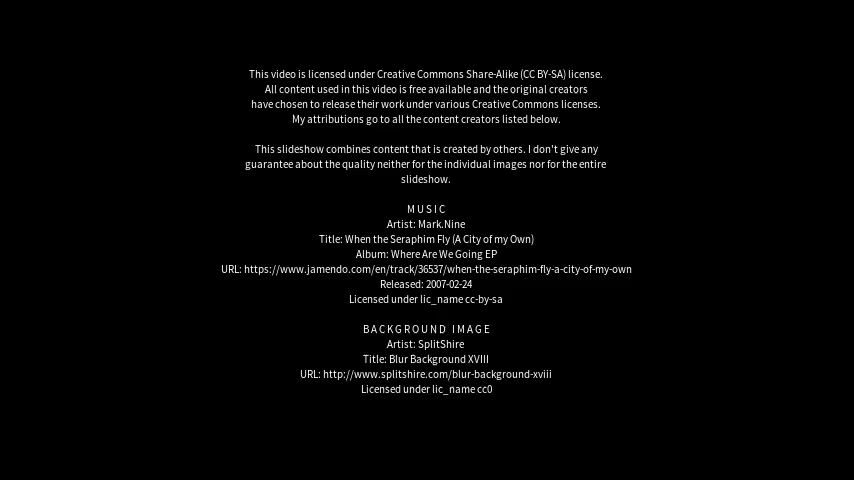 This video is licensed under Creative Commons Share-Alike (CC BY-SA) license.
All content used in this video is free available and the original creators
have chosen to release their work under various Creative Commons licenses.
My attributions go to all the content creators listed below.
This slideshow combines content that is created by others. I don't give any
guarantee about the quality neither for the individual images nor for the entire
slideshow.
MUSIC
Artist: Mark.Nine
Title: When the Seraphim Fly (A City of my Own)
Album: Where Are We Going EP
URL: https://www.jamendo.com/en/track/36537/when-the-seraphim-fly-a-city-of-my-own
Released: 2007-02-24
Licensed under lic_name cc-by-sa
BACKGROUND IMAGE
Artist: SplitShire
Title: Blur Background XVIII
URL: http://www.splitshire.com/blur-background-xviii
Licensed under lic_name cc0